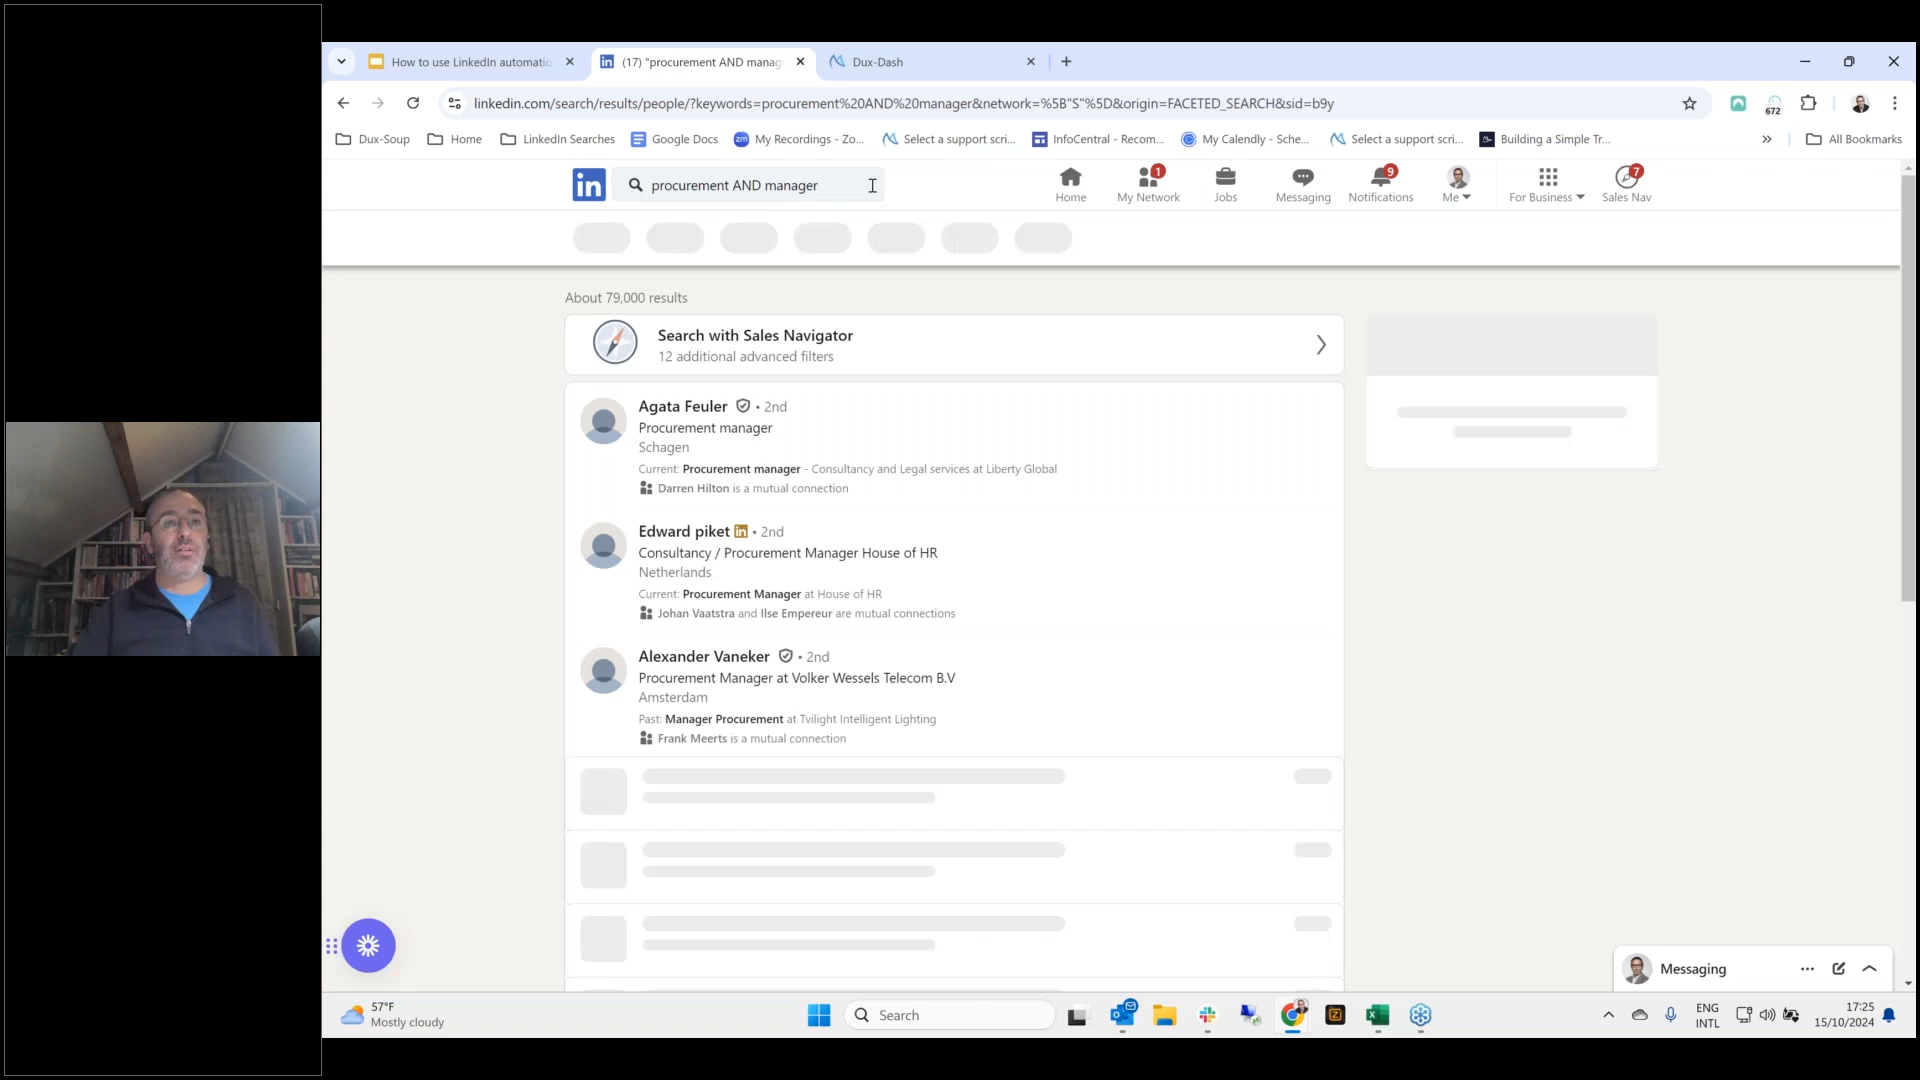 How to use LinkedIn automatio
(17) "procurement AND manag
Dux-Dash
linkedin.com/search/results/people/?keywords=procurement%20AND%20manager&network=%5B"S"%5D&origin=FACETED_SEARCH&sid=b9y
672
Dux-Soup
Home
LinkedIn Searches
Google Docs
zm
My Recordings - Zo...
Select a support scri...
InfoCentral - Recom...
My Calendly - Sche...
Select a support scri...
Building a Simple Tr...
All Bookmarks
in
procurement AND manager
Home
1
My Network
Jobs
Messaging
9
Notifications
Me
For Business
7
Sales Nav
About 79,000 results
Search with Sales Navigator
12 additional advanced filters
Agata Feuler • 2nd
Procurement manager
Schagen
Current: Procurement manager - Consultancy and Legal services at Liberty Global
Darren Hilton is a mutual connection
Edward piket in • 2nd
Consultancy / Procurement Manager House of HR
Netherlands
Current: Procurement Manager at House of HR
Johan Vaatstra and Ilse Empereur are mutual connections
Alexander Vaneker • 2nd
Procurement Manager at Volker Wessels Telecom B.V
Amsterdam
Past: Manager Procurement at Tvilight Intelligent Lighting
Frank Meerts is a mutual connection
Messaging
57°F
Mostly cloudy
Search
ENG
INTL
17:25
15/10/2024